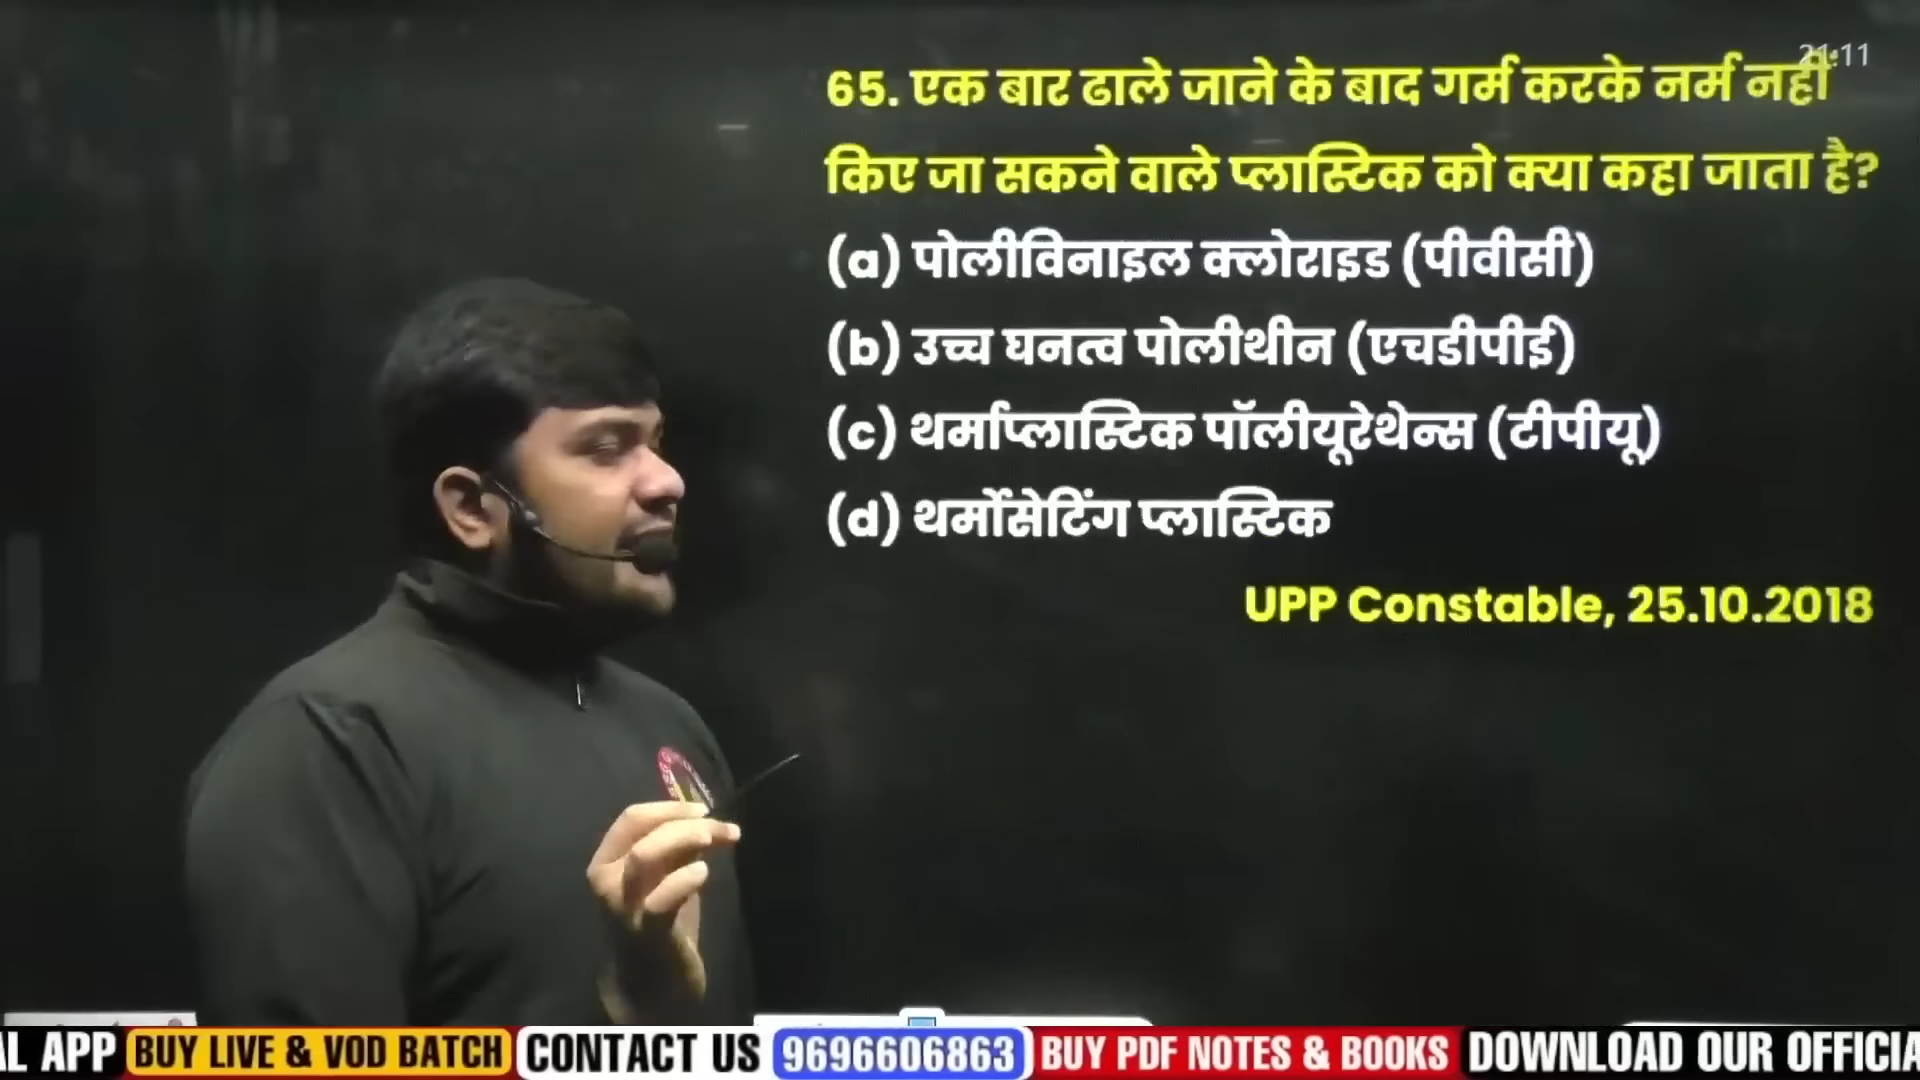 21:11
65. एक बार ढाले जाने के बाद गर्म करके नर्म नहीं
किए जा सकने वाले प्लास्टिक को क्या कहा जाता है?
(a) पोलीविनाइल क्लोराइड (पीवीसी)
(b) उच्च घनत्व पोलीथीन (एचडीपीई)
(c) थर्माप्लास्टिक पॉलीयूरेथेन्स (टीपीयू)
(d) थर्मोसेटिंग प्लास्टिक
UPP Constable, 25.10.2018
AL APP BUY LIVE & VOD BATCH CONTACT US 9696606863 BUY PDF NOTES & BOOKS DOWNLOAD OUR OFFICIA